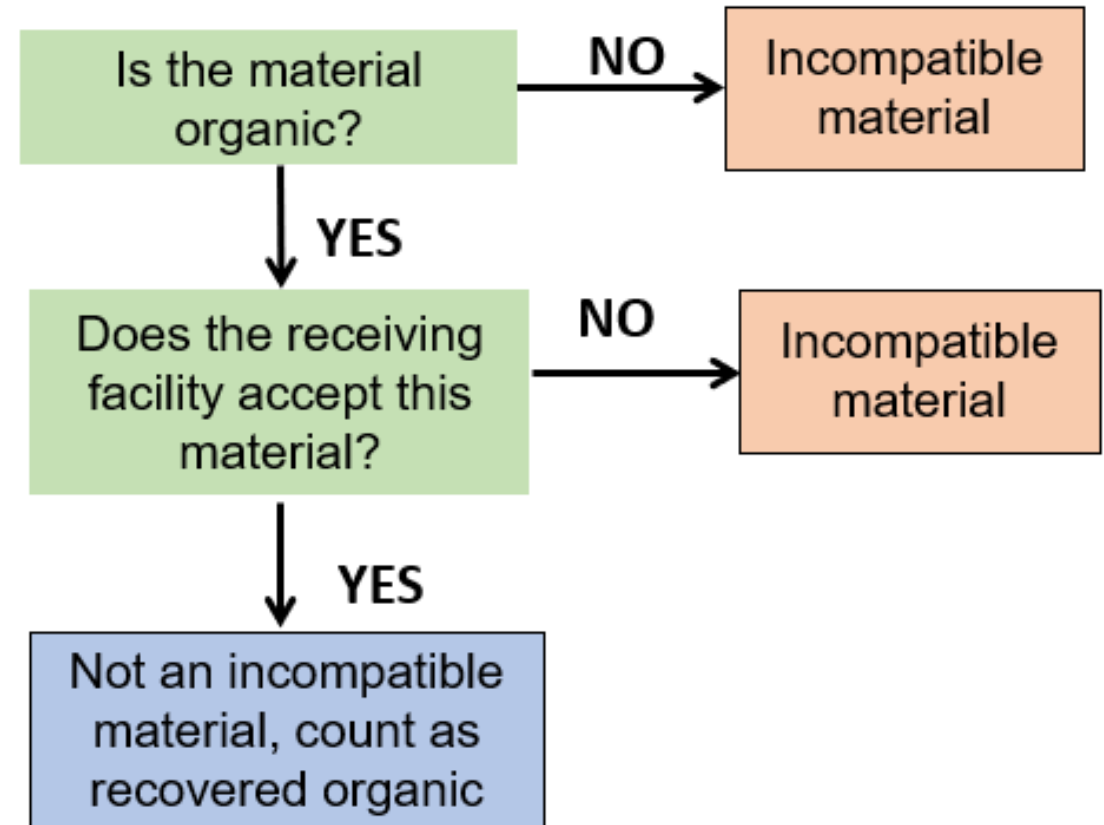 Is the material
organic?
NO
Incompatible
material
YES
Does the receiving
facility accept this
material?
NO
Incompatible
material
YES
Not an incompatible
material, count as
recovered organic